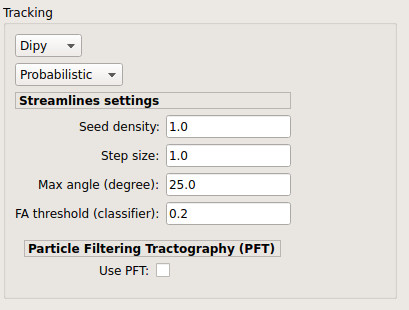 Tracking
Dipy
Probabilistic
Streamlines settings
Seed density: 1.0
Step size: 1.0
Max angle (degree): 25.0
FA threshold (classifier): 0.2
Particle Filtering Tractography (PFT)
Use PFT: